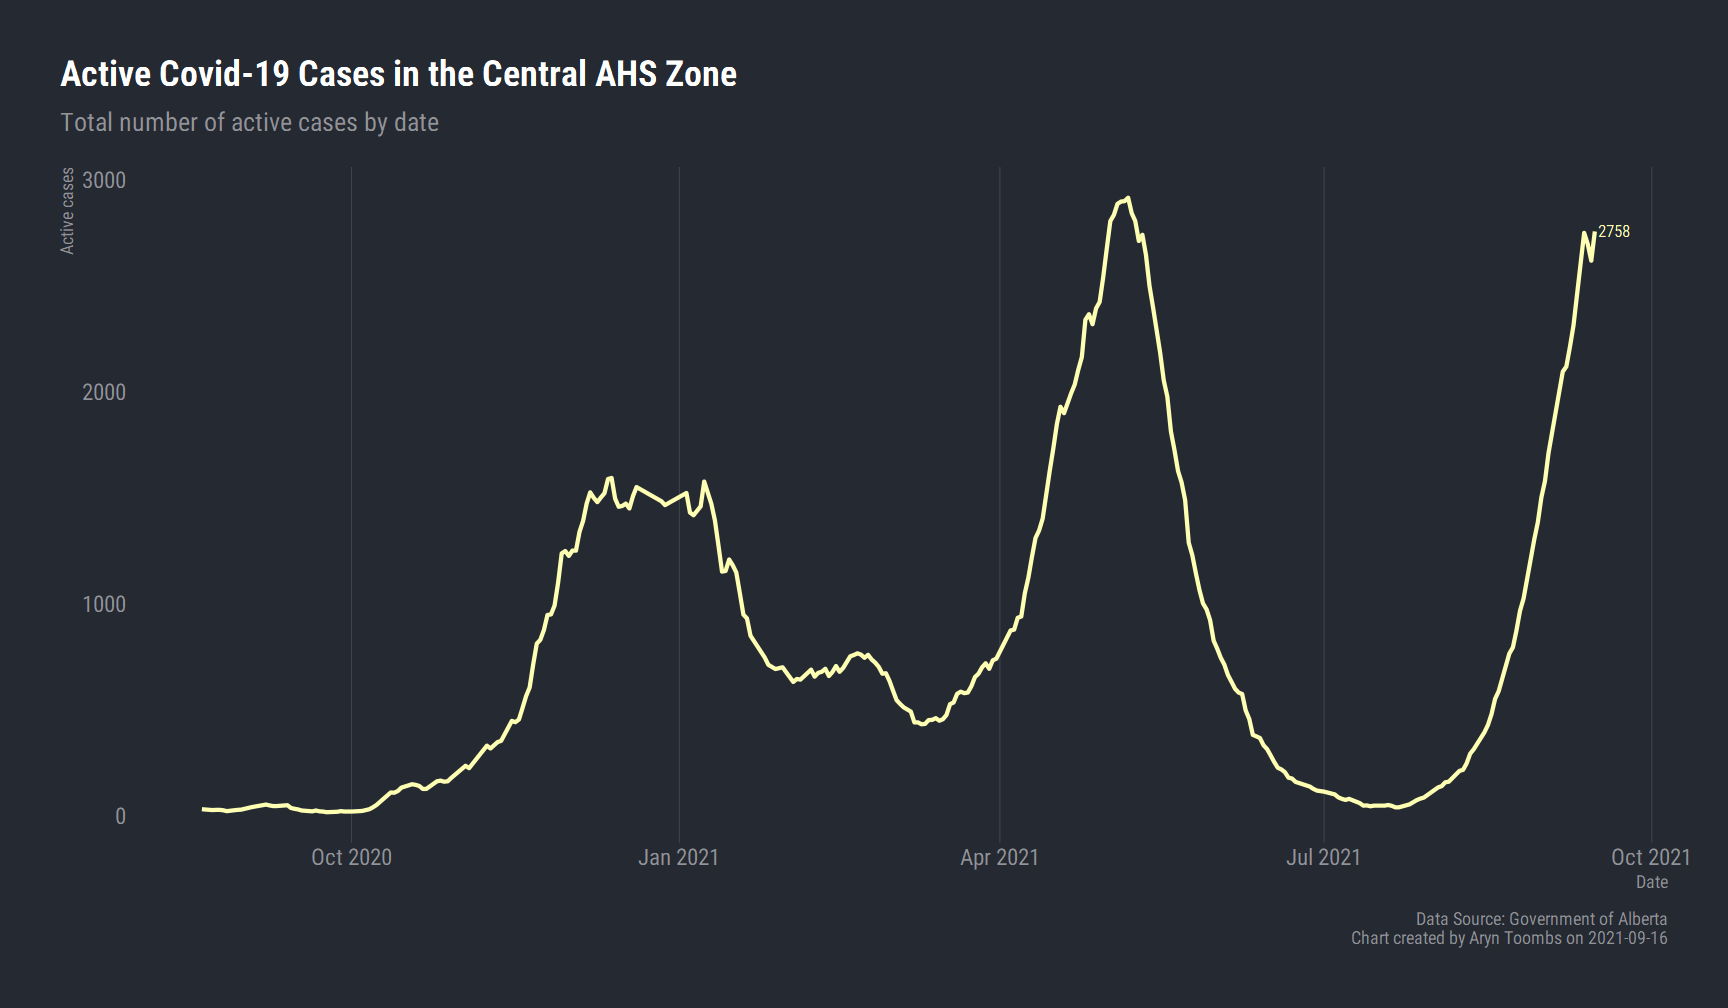 Active Covid-19 Cases in the Central AHS Zone
Total number of active cases by date
Active cases
3000
2000
1000
0
2758
Oct 2020
Jan 2021
Apr 2021
Jul 2021
Oct 2021
Date
Data Source: Government of Alberta
Chart created by Aryn Toombs on 2021-09-16